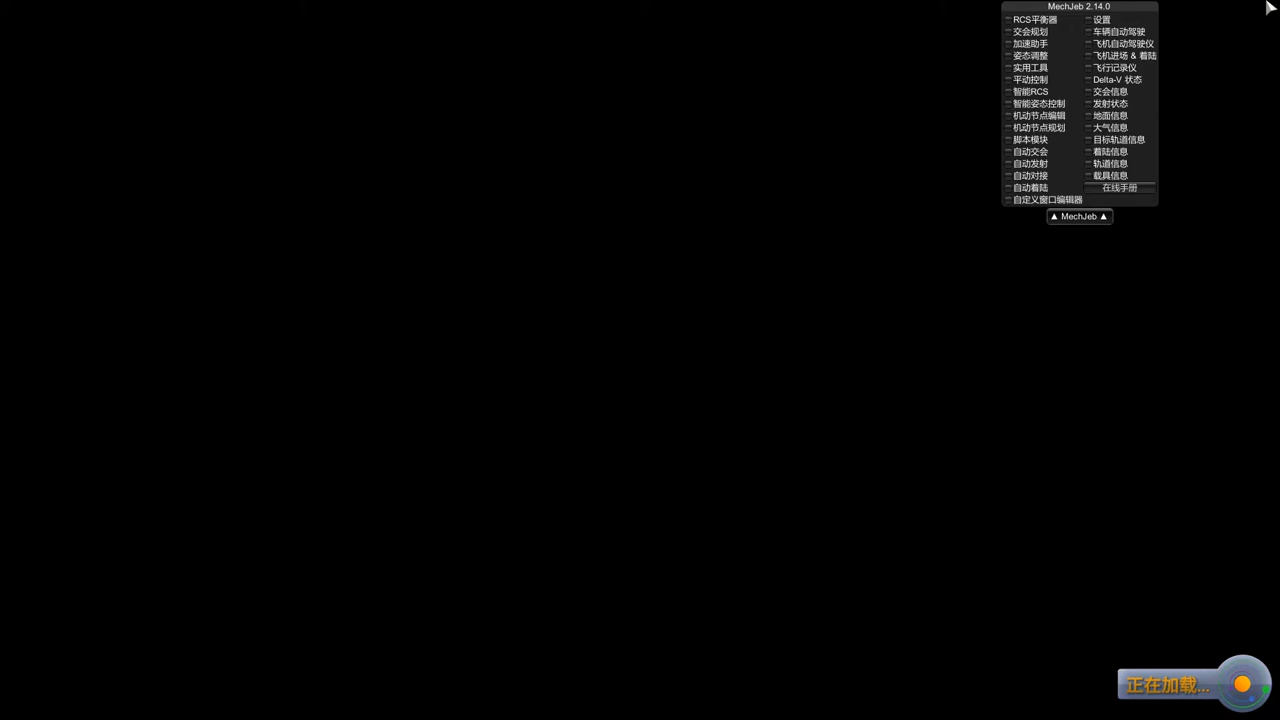 MechJeb 2.14.0
RCS平衡器 设置
交会规划 车辆自动驾驶
加速助手 飞机自动驾驶仪
姿态调整 飞机进场 & 着陆
实用工具 飞行记录仪
平动控制 Delta-V 状态
智能RCS 交会信息
智能姿态控制 发射状态
机动节点编辑 地面信息
机动节点规划 大气信息
脚本模块 目标轨道信息
自动交会 着陆信息
自动发射 轨道信息
自动对接 载具信息
自动着陆 在线手册
自定义窗口编辑器
▲ MechJeb ▲
正在加载...